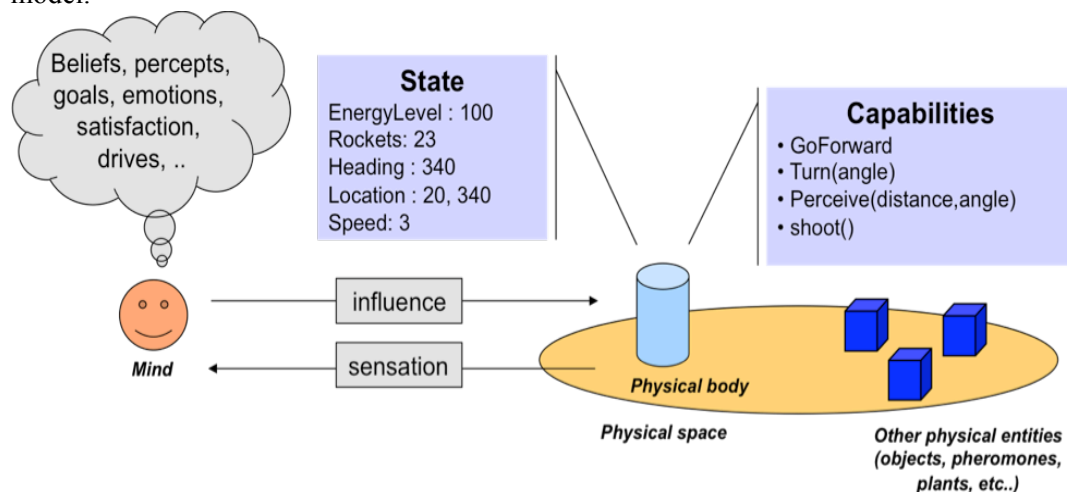 model.
Beliefs, percepts,
goals, emotions,
satisfaction,
drives, ..
State
EnergyLevel : 100
Rockets: 23
Heading : 340
Location : 20, 340
Speed: 3
Capabilities
• GoForward
• Turn(angle)
• Perceive(distance,angle)
• shoot()
influence
sensation
Mind
Physical body
Physical space
Other physical entities
(objects, pheromones,
plants, etc..)